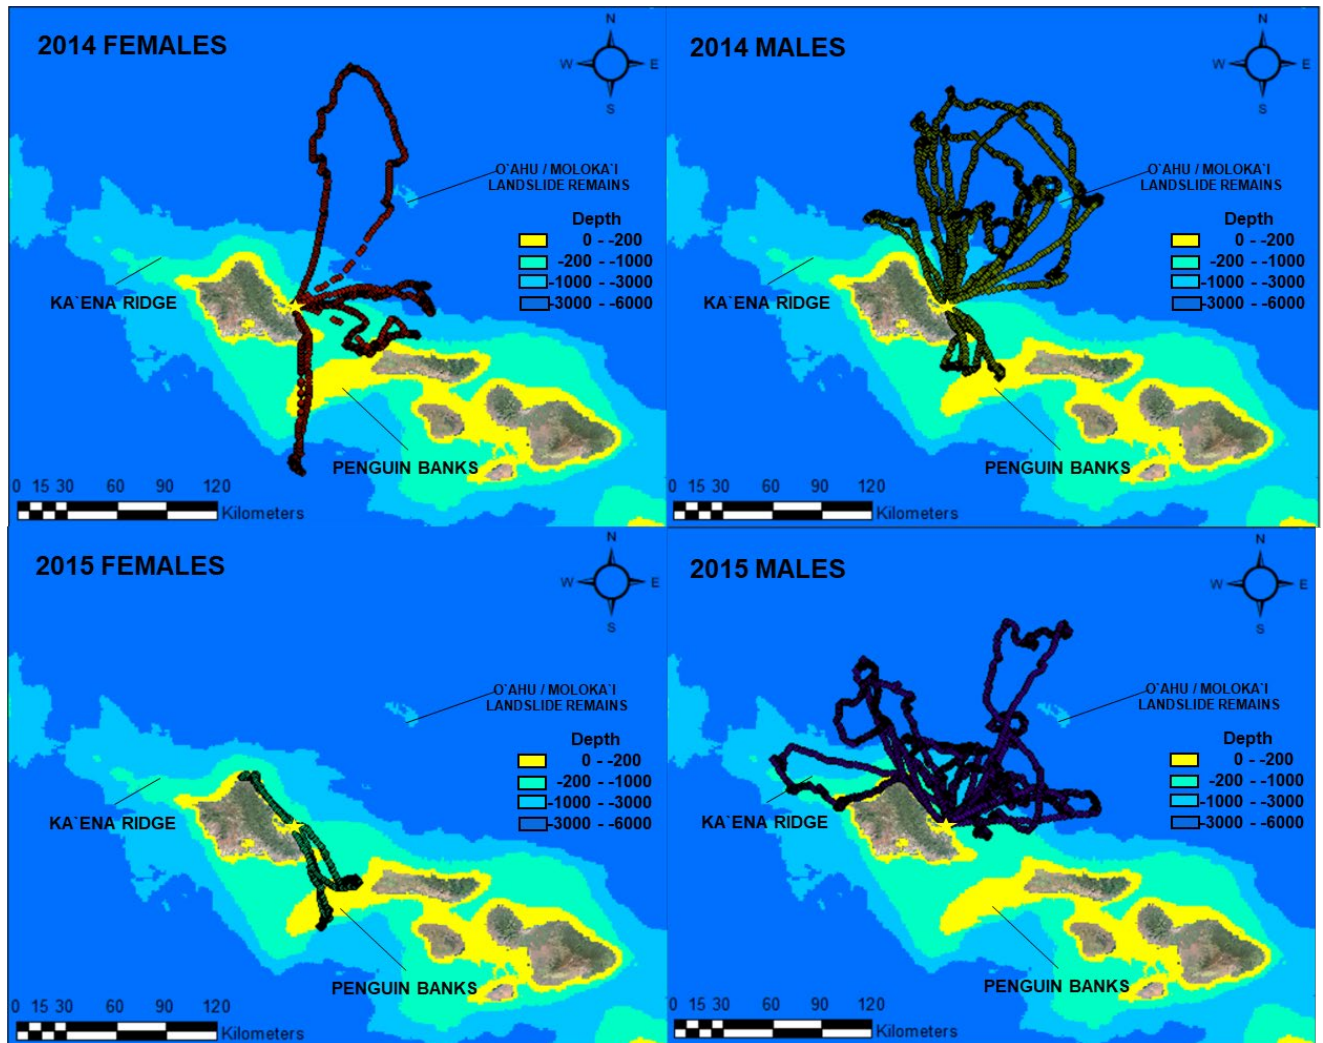 2014 FEMALES
N
W E
S
O`AHU / MOLOKA`I
LANDSLIDE REMAINS
Depth
0 - -200
-200 - -1000
-1000 - -3000
-3000 - -6000
KA`ENA RIDGE
PENGUIN BANKS
0 15 30 60 90 120
Kilometers
2014 MALES
N
W E
S
O`AHU / MOLOKA`I
LANDSLIDE REMAINS
Depth
0 - -200
-200 - -1000
-1000 - -3000
-3000 - -6000
KA`ENA RIDGE
PENGUIN BANKS
0 15 30 60 90 120
Kilometers
2015 FEMALES
N
W E
S
O`AHU / MOLOKA`I
LANDSLIDE REMAINS
Depth
0 - -200
-200 - -1000
-1000 - -3000
-3000 - -6000
KA`ENA RIDGE
PENGUIN BANKS
0 15 30 60 90 120
Kilometers
2015 MALES
N
W E
S
O`AHU / MOLOKA`I
LANDSLIDE REMAINS
Depth
0 - -200
-200 - -1000
-1000 - -3000
-3000 - -6000
KA`ENA RIDGE
PENGUIN BANKS
0 15 30 60 90 120
Kilometers